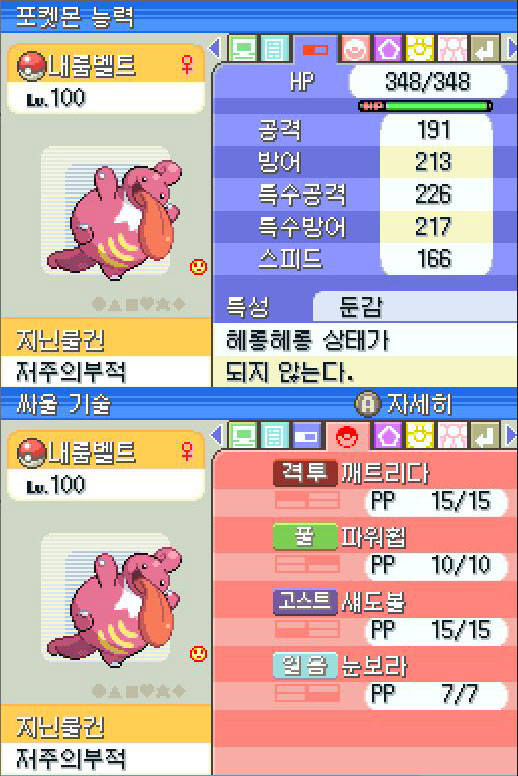 포켓몬 능력
내룸벨트 ♀
Lv.100
HP 348/348
HP
공격 191
방어 213
특수공격 226
특수방어 217
스피드 166
특성 둔감
헤롱헤롱 상태가
되지 않는다.
지닌물건
저주의부적
싸울 기술
A 자세히
내룸벨트 ♀
Lv.100
격투 깨트리다
PP 15/15
풀 파워휩
PP 10/10
고스트 섀도볼
PP 15/15
얼음 눈보라
PP 7/7
지닌물건
저주의부적